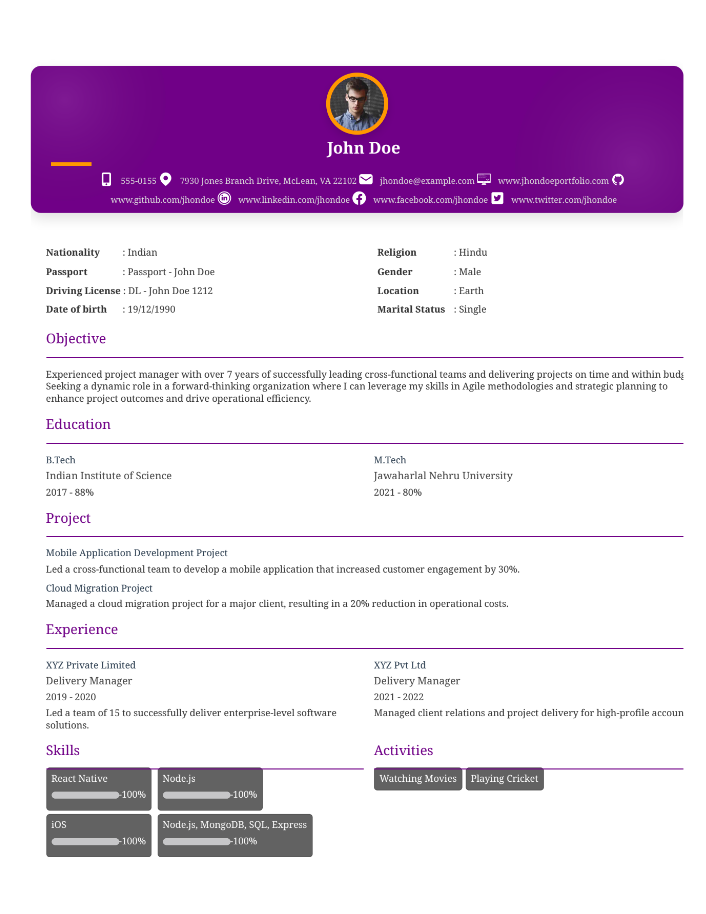 John Doe
555-0155 7930 Jones Branch Drive, McLean, VA 22102 jhondoe@example.com www.jhondoeportfolio.com
www.github.com/jhondoe www.linkedin.com/jhondoe www.facebook.com/jhondoe www.twitter.com/jhondoe
Nationality : Indian
Religion : Hindu
Passport : Passport - John Doe
Gender : Male
Driving License : DL - John Doe 1212
Location : Earth
Date of birth : 19/12/1990
Marital Status : Single
Objective
Experienced project manager with over 7 years of successfully leading cross-functional teams and delivering projects on time and within budg
Seeking a dynamic role in a forward-thinking organization where I can leverage my skills in Agile methodologies and strategic planning to
enhance project outcomes and drive operational efficiency.
Education
B.Tech
Indian Institute of Science
2017 - 88%
M.Tech
Jawaharlal Nehru University
2021 - 80%
Project
Mobile Application Development Project
Led a cross-functional team to develop a mobile application that increased customer engagement by 30%.
Cloud Migration Project
Managed a cloud migration project for a major client, resulting in a 20% reduction in operational costs.
Experience
XYZ Private Limited
Delivery Manager
2019 - 2020
Led a team of 15 to successfully deliver enterprise-level software
solutions.
XYZ Pvt Ltd
Delivery Manager
2021 - 2022
Managed client relations and project delivery for high-profile accoun
Skills
React Native
-100%
Node.js
-100%
iOS
-100%
Node.js, MongoDB, SQL, Express
-100%
Activities
Watching Movies
Playing Cricket